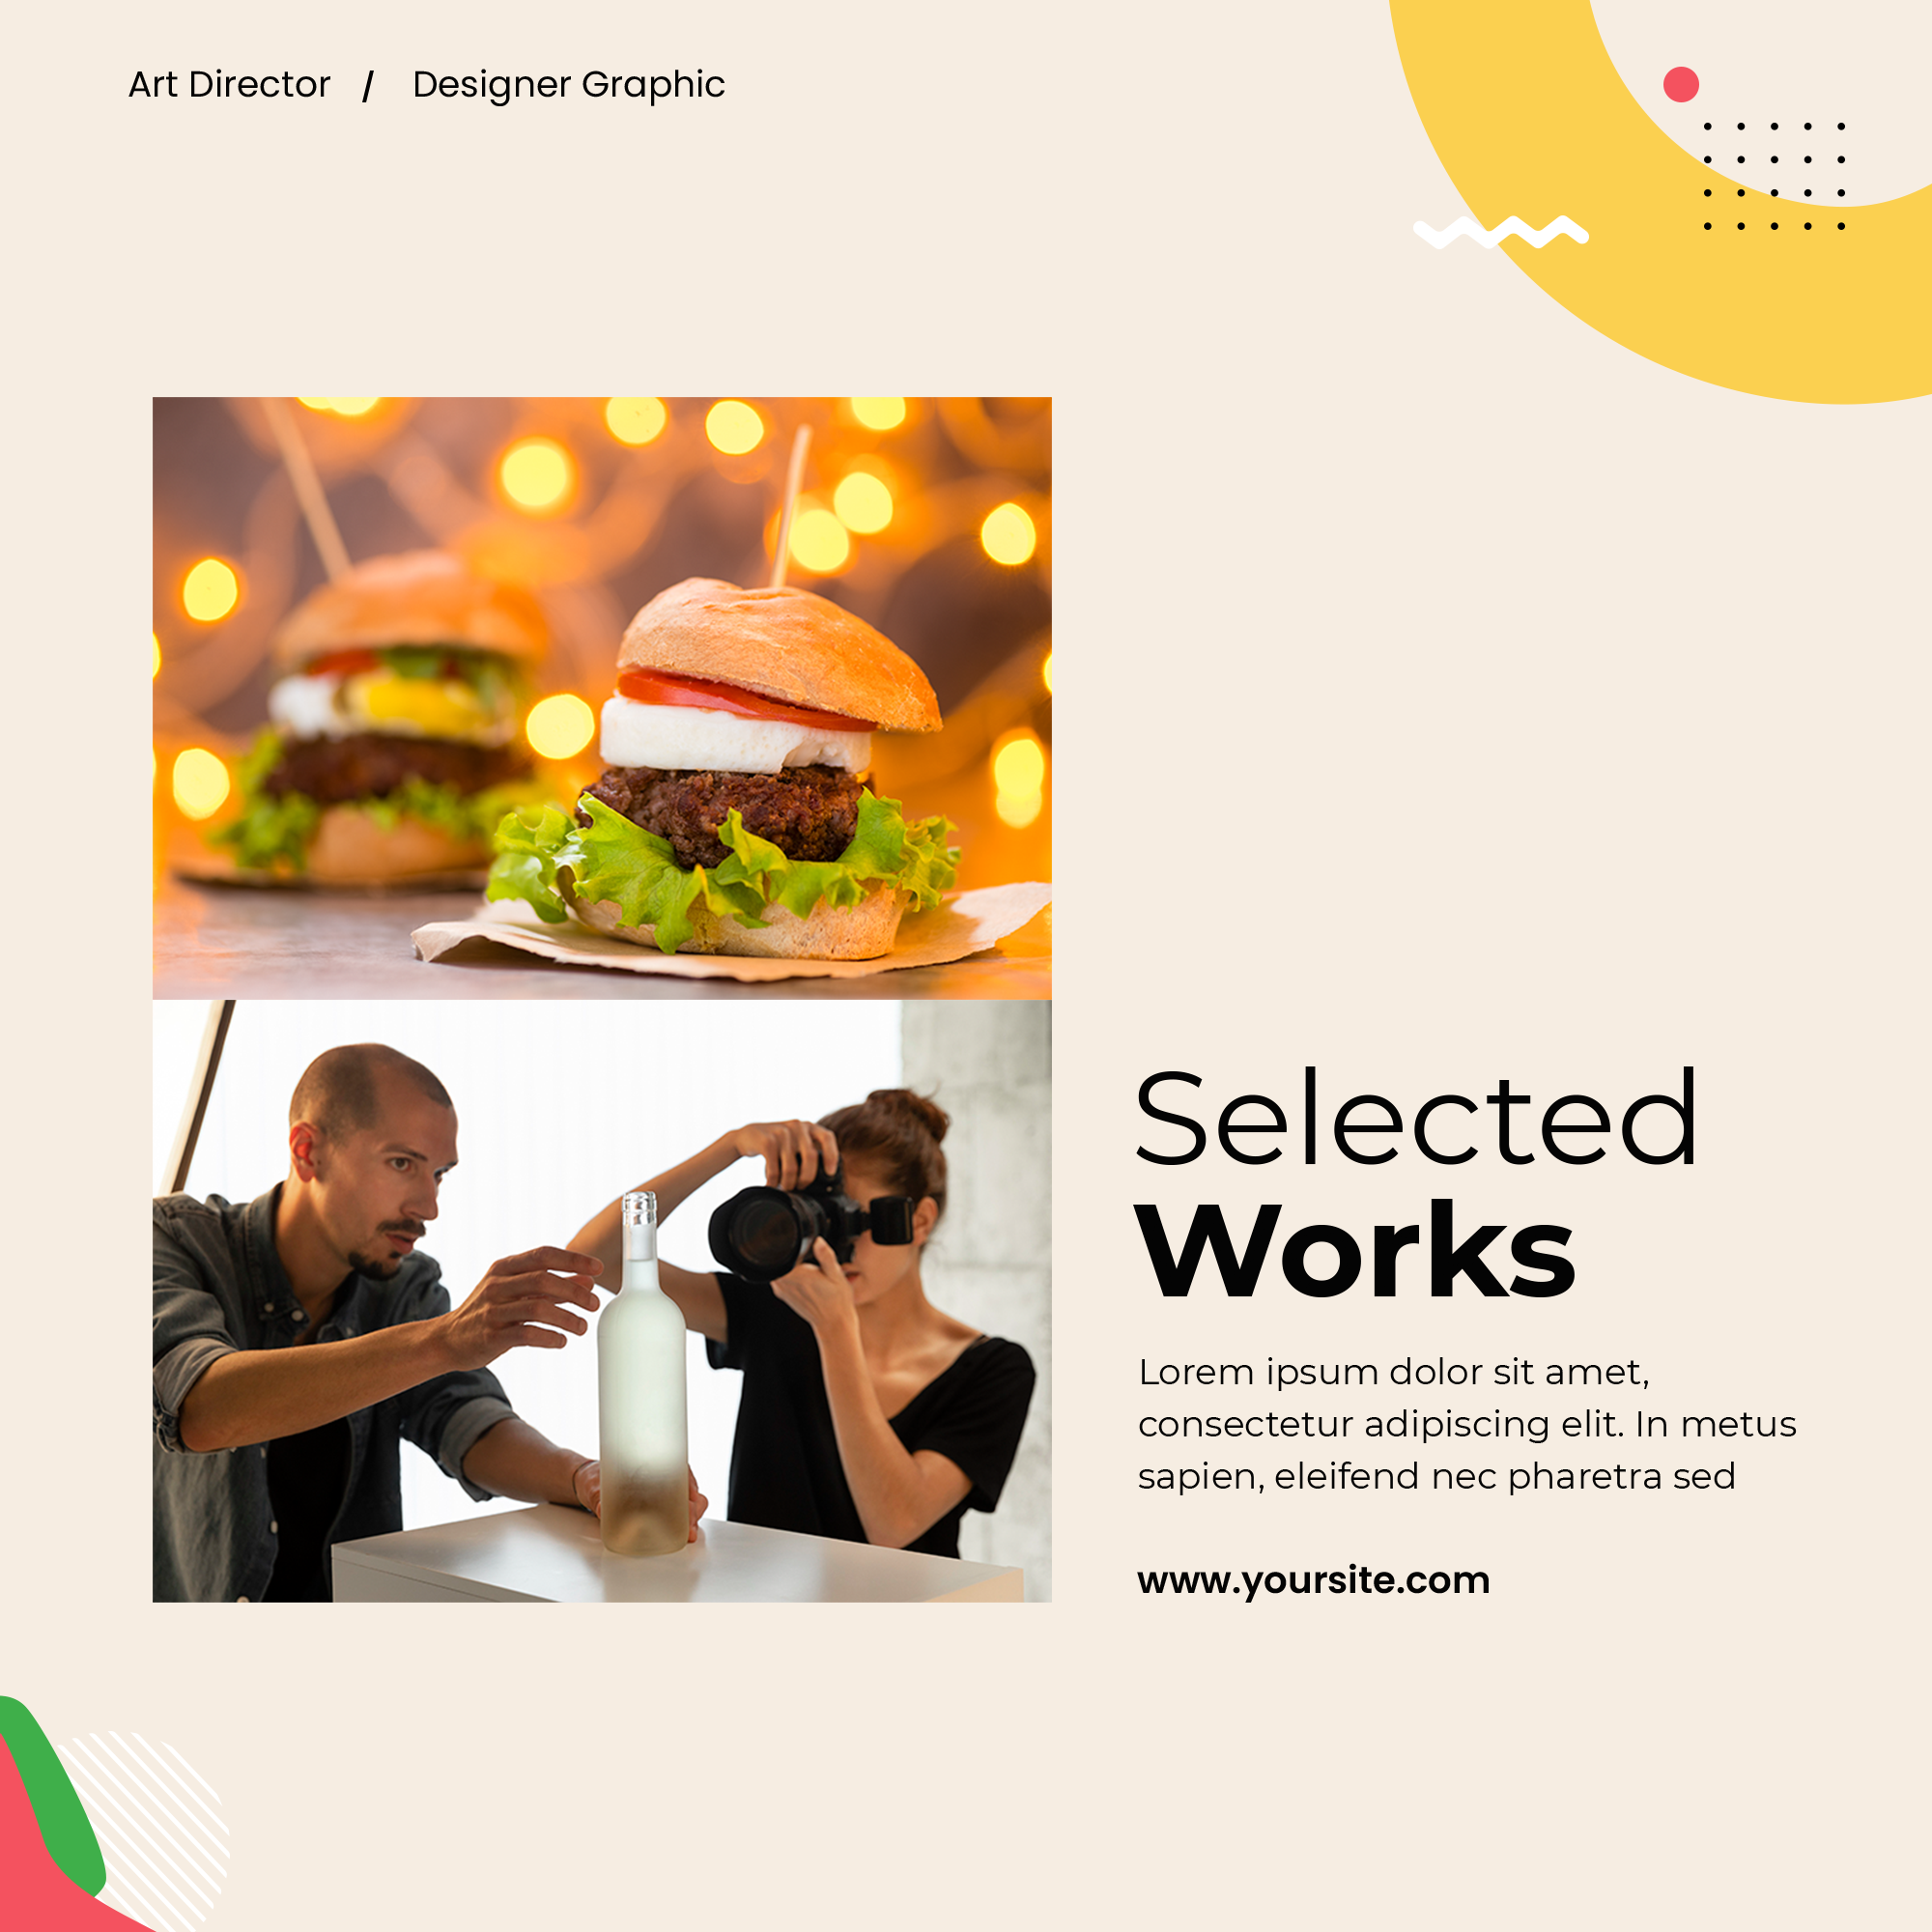 Art Director / Designer Graphic
Selected
Works
Lorem ipsum dolor sit amet,
consectetur adipiscing elit. In metus
sapien, eleifend nec pharetra sed
www.yoursite.com